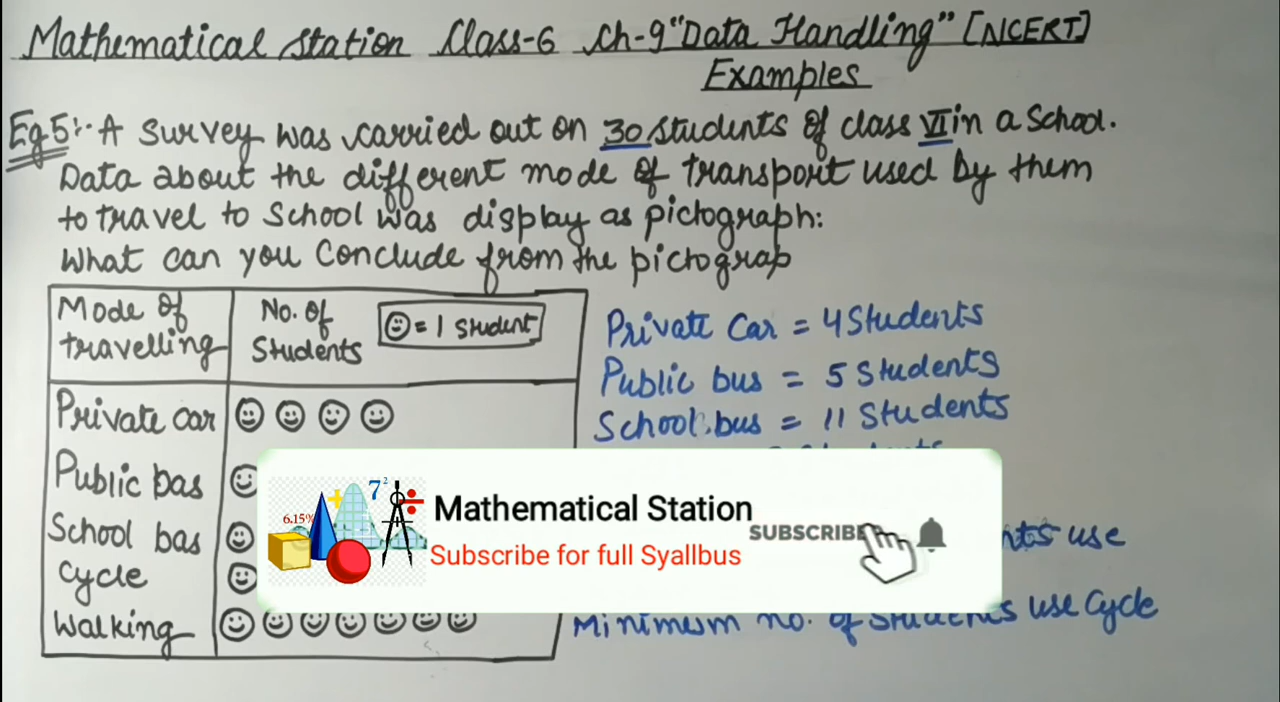 Mathematical Station Class-6 Ch-9 "Data Handling" [NCERT]
Examples
Eg 5:- A Survey was carried out on 30 students of class VI in a School.
Data about the different mode of transport used by them
to travel to School was display as pictograph:
What can you Conclude from the pictograp
Mode of travelling
No. of Students
☺ = 1 Student
Private car
Public bas
School bas
Cycle
Walking
Private Car = 4 Students
Public bus = 5 Students
School bus = 11 Students
use
Minimum no. of Students use Cycle
7²
6.15%
Mathematical Station
Subscribe for full Syallbus
SUBSCRIBE